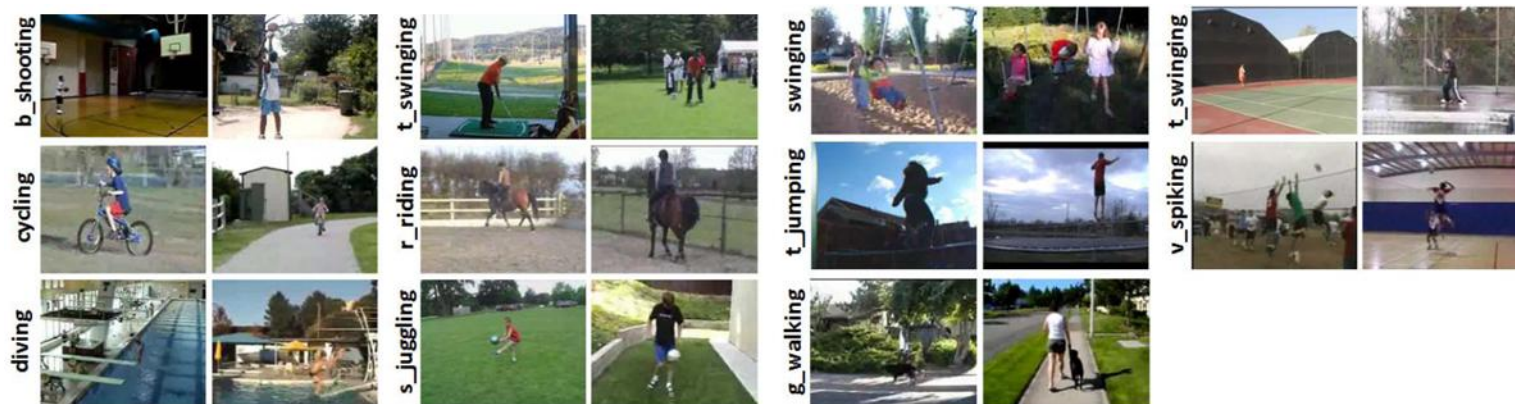 b_shooting
t_swinging
swinging
t_swinging
cycling
r_riding
t_jumping
v_spiking
diving
s_juggling
g_walking